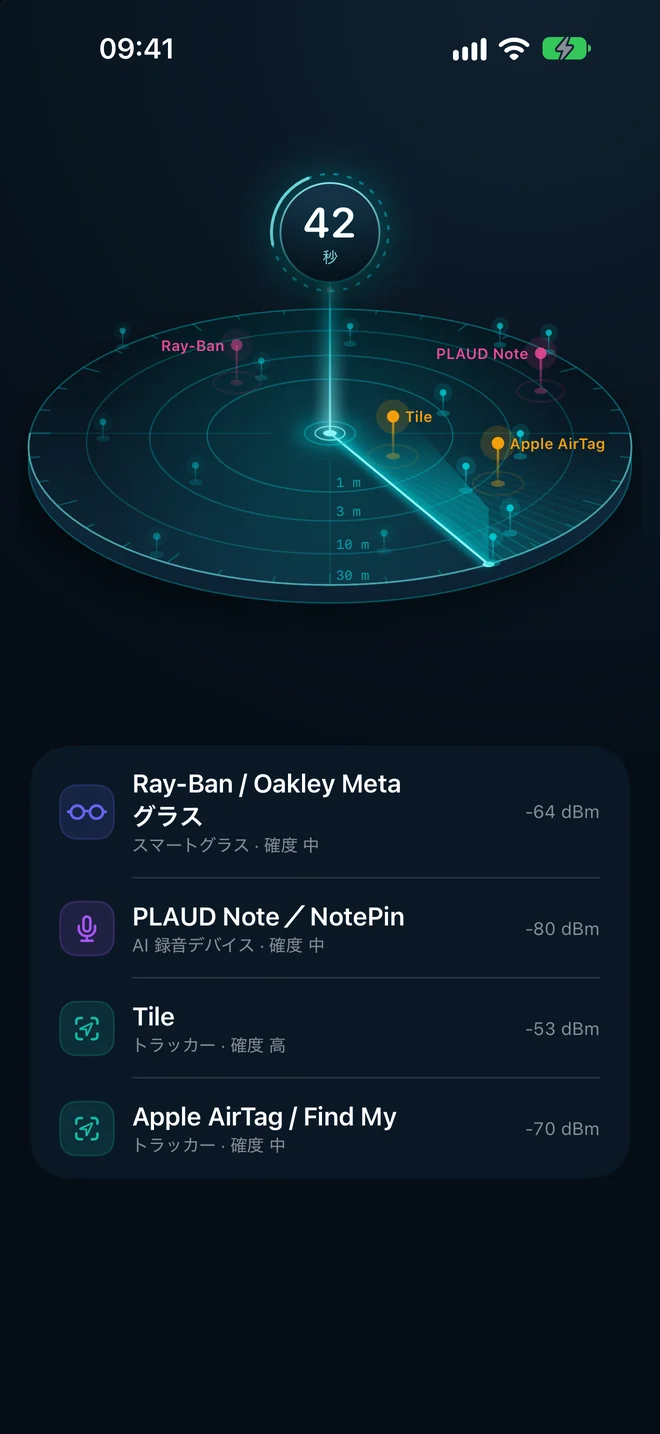 09:41
42
秒
Ray-Ban
PLAUD Note
Tile
Apple AirTag
1 m
3 m
10 m
30 m
Ray-Ban / Oakley Meta
グラス
スマートグラス · 確度 中
-64 dBm
PLAUD Note ／ NotePin
AI 録音デバイス · 確度 中
-80 dBm
Tile
トラッカー · 確度 高
-53 dBm
Apple AirTag / Find My
トラッカー · 確度 中
-70 dBm